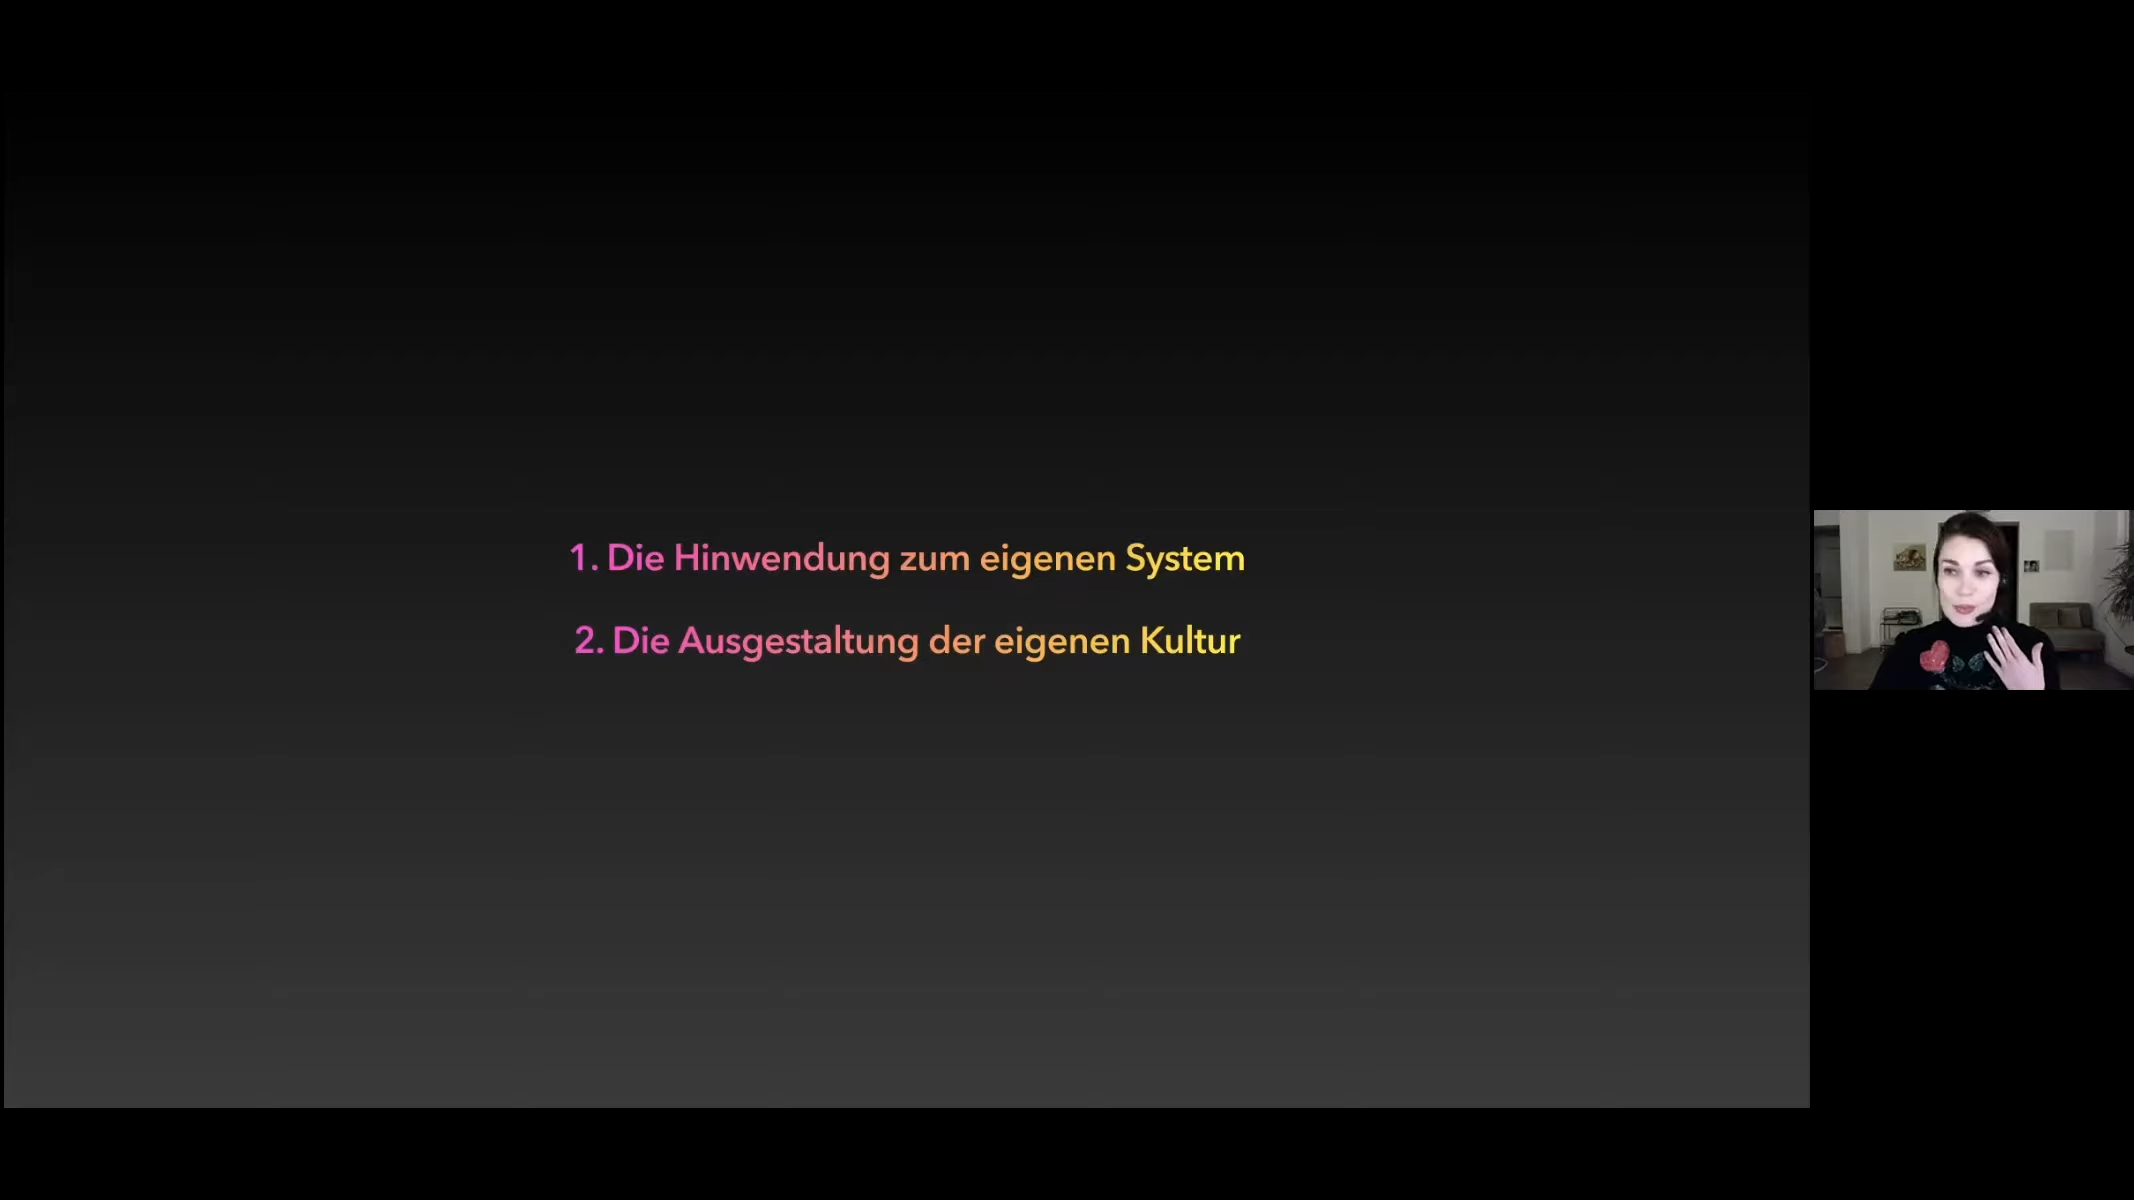 1. Die Hinwendung zum eigenen System
2. Die Ausgestaltung der eigenen Kultur